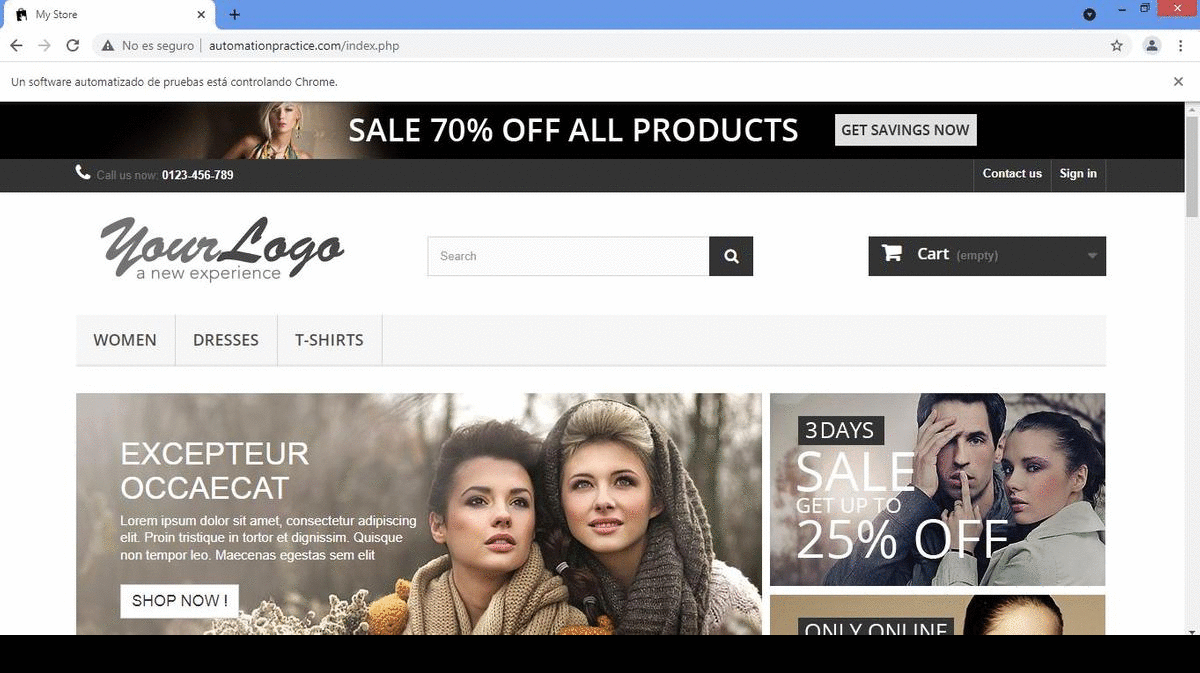 My Store
No es seguro | automationpractice.com/index.php
Un software automatizado de pruebas está controlando Chrome.
SALE 70% OFF ALL PRODUCTS GET SAVINGS NOW
Call us now: 0123-456-789 Contact us Sign in
YourLogo
a new experience
Search
Cart (empty)
WOMEN DRESSES T-SHIRTS
EXCEPTEUR
OCCAECAT
Lorem ipsum dolor sit amet, consectetur adipiscing
elit. Proin tristique in tortor et dignissim. Quisque
non tempor leo. Maecenas egestas sem elit
SHOP NOW !
3 DAYS
SALE
GET UP TO
25% OFF
ONLY ONLINE